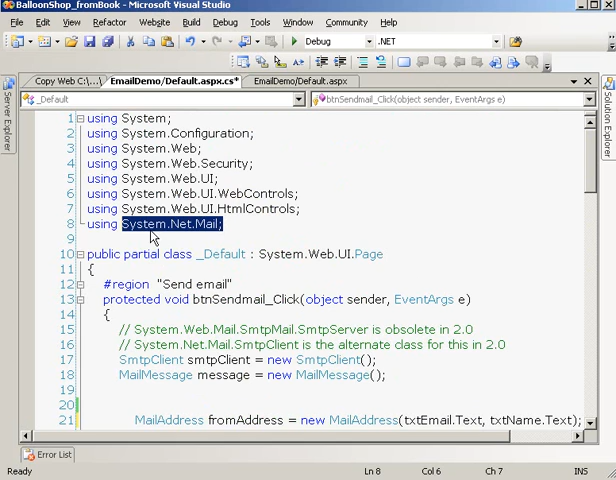 BalloonShop_fromBook - Microsoft Visual Studio
File Edit View Refactor Website Build Debug Tools Window Community Help
Debug .NET
Copy Web C:\...\ EmailDemo/Default.aspx.cs* EmailDemo/Default.aspx
_Default btnSendmail_Click(object sender, EventArgs e)
Server Explorer
Solution Explorer
1 using System;
2 using System.Configuration;
3 using System.Web;
4 using System.Web.Security;
5 using System.Web.UI;
6 using System.Web.UI.WebControls;
7 using System.Web.UI.HtmlControls;
8 using System.Net.Mail;
9
10 public partial class _Default : System.Web.UI.Page
11 {
12 #region "Send email"
13 protected void btnSendmail_Click(object sender, EventArgs e)
14 {
15 // System.Web.Mail.SmtpMail.SmtpServer is obsolete in 2.0
16 // System.Net.Mail.SmtpClient is the alternate class for this in 2.0
17 SmtpClient smtpClient = new SmtpClient();
18 MailMessage message = new MailMessage();
19
20
21 MailAddress fromAddress = new MailAddress(txtEmail.Text, txtName.Text);
Error List
Ready Ln 8 Col 6 Ch 7 INS